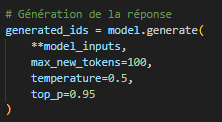 # Génération de la réponse
generated_ids = model.generate(
    **model_inputs,
    max_new_tokens=100,
    temperature=0.5,
    top_p=0.95
)